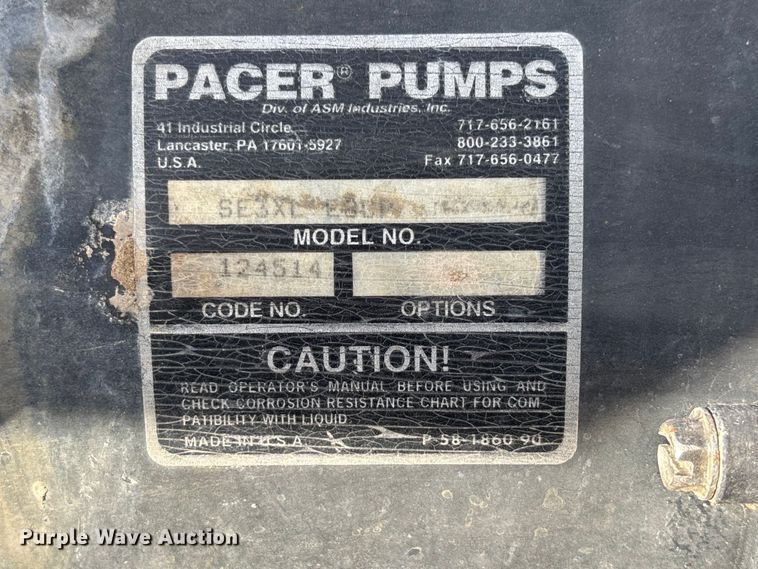 PACER® PUMPS
Div. of ASM Industries, Inc.
41 Industrial Circle 717-656-2161
Lancaster, PA 17601-5927 800-233-3861
U.S.A. Fax 717-656-0477
MODEL NO.
124514
CODE NO. OPTIONS
CAUTION!
READ OPERATOR'S MANUAL BEFORE USING AND
CHECK CORROSION RESISTANCE CHART FOR COM
PATIBILITY WITH LIQUID.
MADE IN U.S.A. P-58-1860 90
Purple Wave Auction